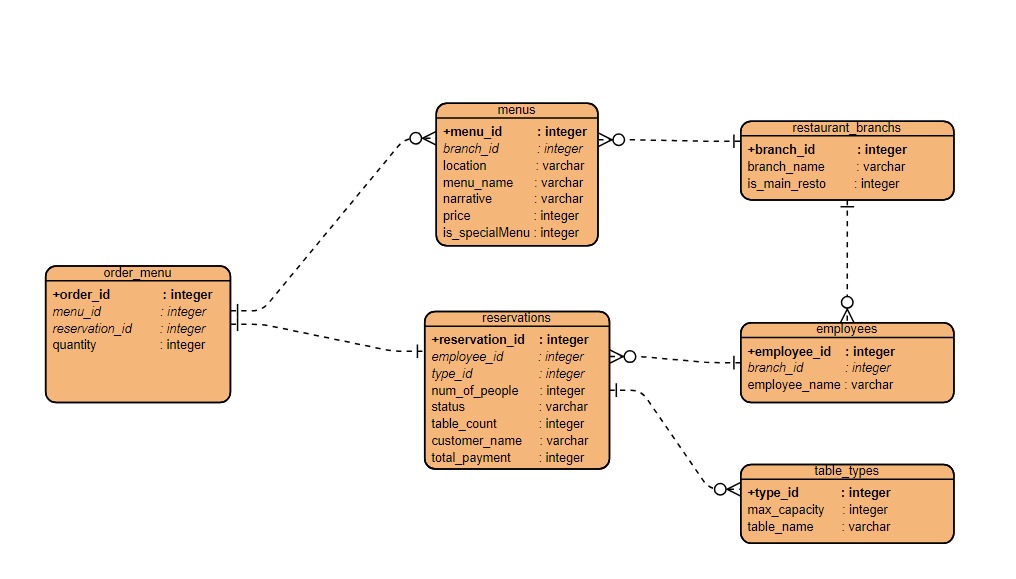 menus
+menu_id : integer
branch_id : integer
location : varchar
menu_name : varchar
narrative : varchar
price : integer
is_specialMenu : integer
restaurant_branchs
+branch_id : integer
branch_name : varchar
is_main_resto : integer
order_menu
+order_id : integer
menu_id : integer
reservation_id : integer
quantity : integer
reservations
+reservation_id : integer
employee_id : integer
type_id : integer
num_of_people : integer
status : varchar
table_count : integer
customer_name : varchar
total_payment : integer
employees
+employee_id : integer
branch_id : integer
employee_name : varchar
table_types
+type_id : integer
max_capacity : integer
table_name : varchar